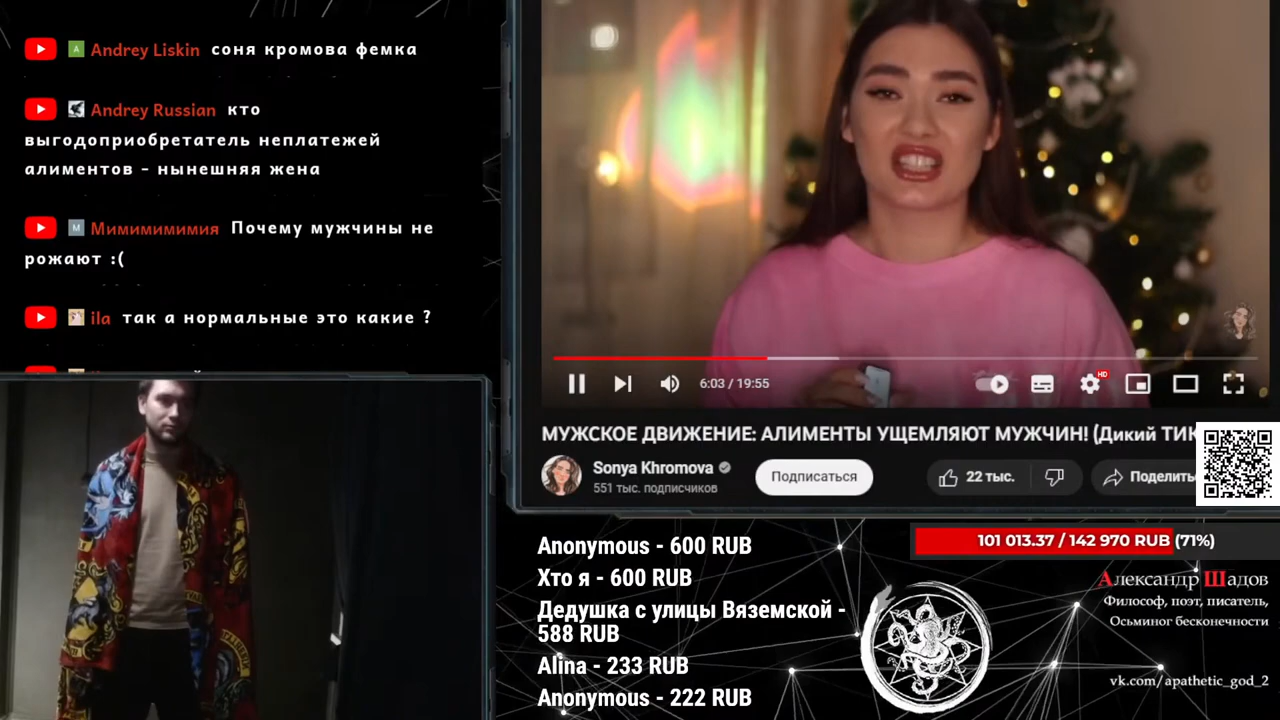 Andrey Liskin соня кромова фемка
Andrey Russian кто
выгодоприобретатель неплатежей
алиментов - нынешняя жена
Мимимимимия Почему мужчины не
рожают :(
ila так а нормальные это какие ?
6:03 / 19:55
HD
МУЖСКОЕ ДВИЖЕНИЕ: АЛИМЕНТЫ УЩЕМЛЯЮТ МУЖЧИН! (Дикий ТИК
Sonya Khromova
551 тыс. подписчиков
Подписаться
22 тыс.
Поделить
Anonymous - 600 RUB
Хто я - 600 RUB
Дедушка с улицы Вяземской -
588 RUB
Alina - 233 RUB
Anonymous - 222 RUB
101 013.37 / 142 970 RUB (71%)
Александр Шадов
Философ, поэт, писатель,
Осьминог бесконечности
vk.com/apathetic_god_2